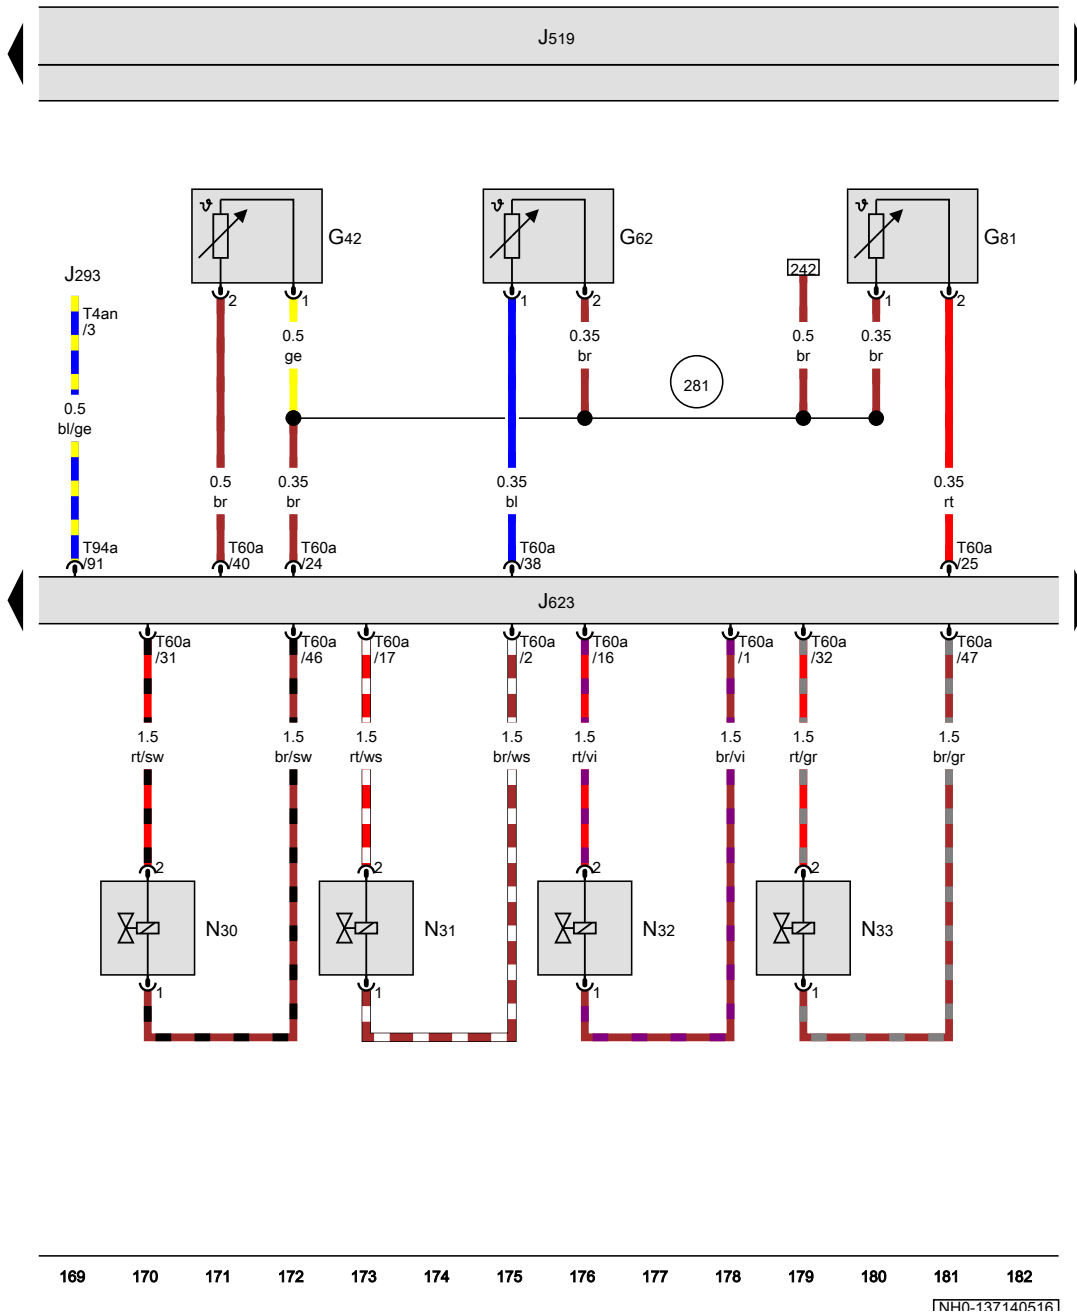 J519
G42
G62
G81
J293
242
T4an
/3
2
1
1
2
1
2
0.5
ge
0.35
br
0.5
br
0.35
br
281
0.5
bl/ge
0.5
br
0.35
br
0.35
bl
0.35
rt
T94a
/91
T60a
/40
T60a
/24
T60a
/38
T60a
/25
J623
T60a
/31
T60a
/46
T60a
/17
T60a
/2
T60a
/16
T60a
/1
T60a
/32
T60a
/47
1.5
rt/sw
1.5
br/sw
1.5
rt/ws
1.5
br/ws
1.5
rt/vi
1.5
br/vi
1.5
rt/gr
1.5
br/gr
2
2
2
2
N30
N31
N32
N33
1
1
1
1
169 170 171 172 173 174 175 176 177 178 179 180 181 182
NH0-137140516